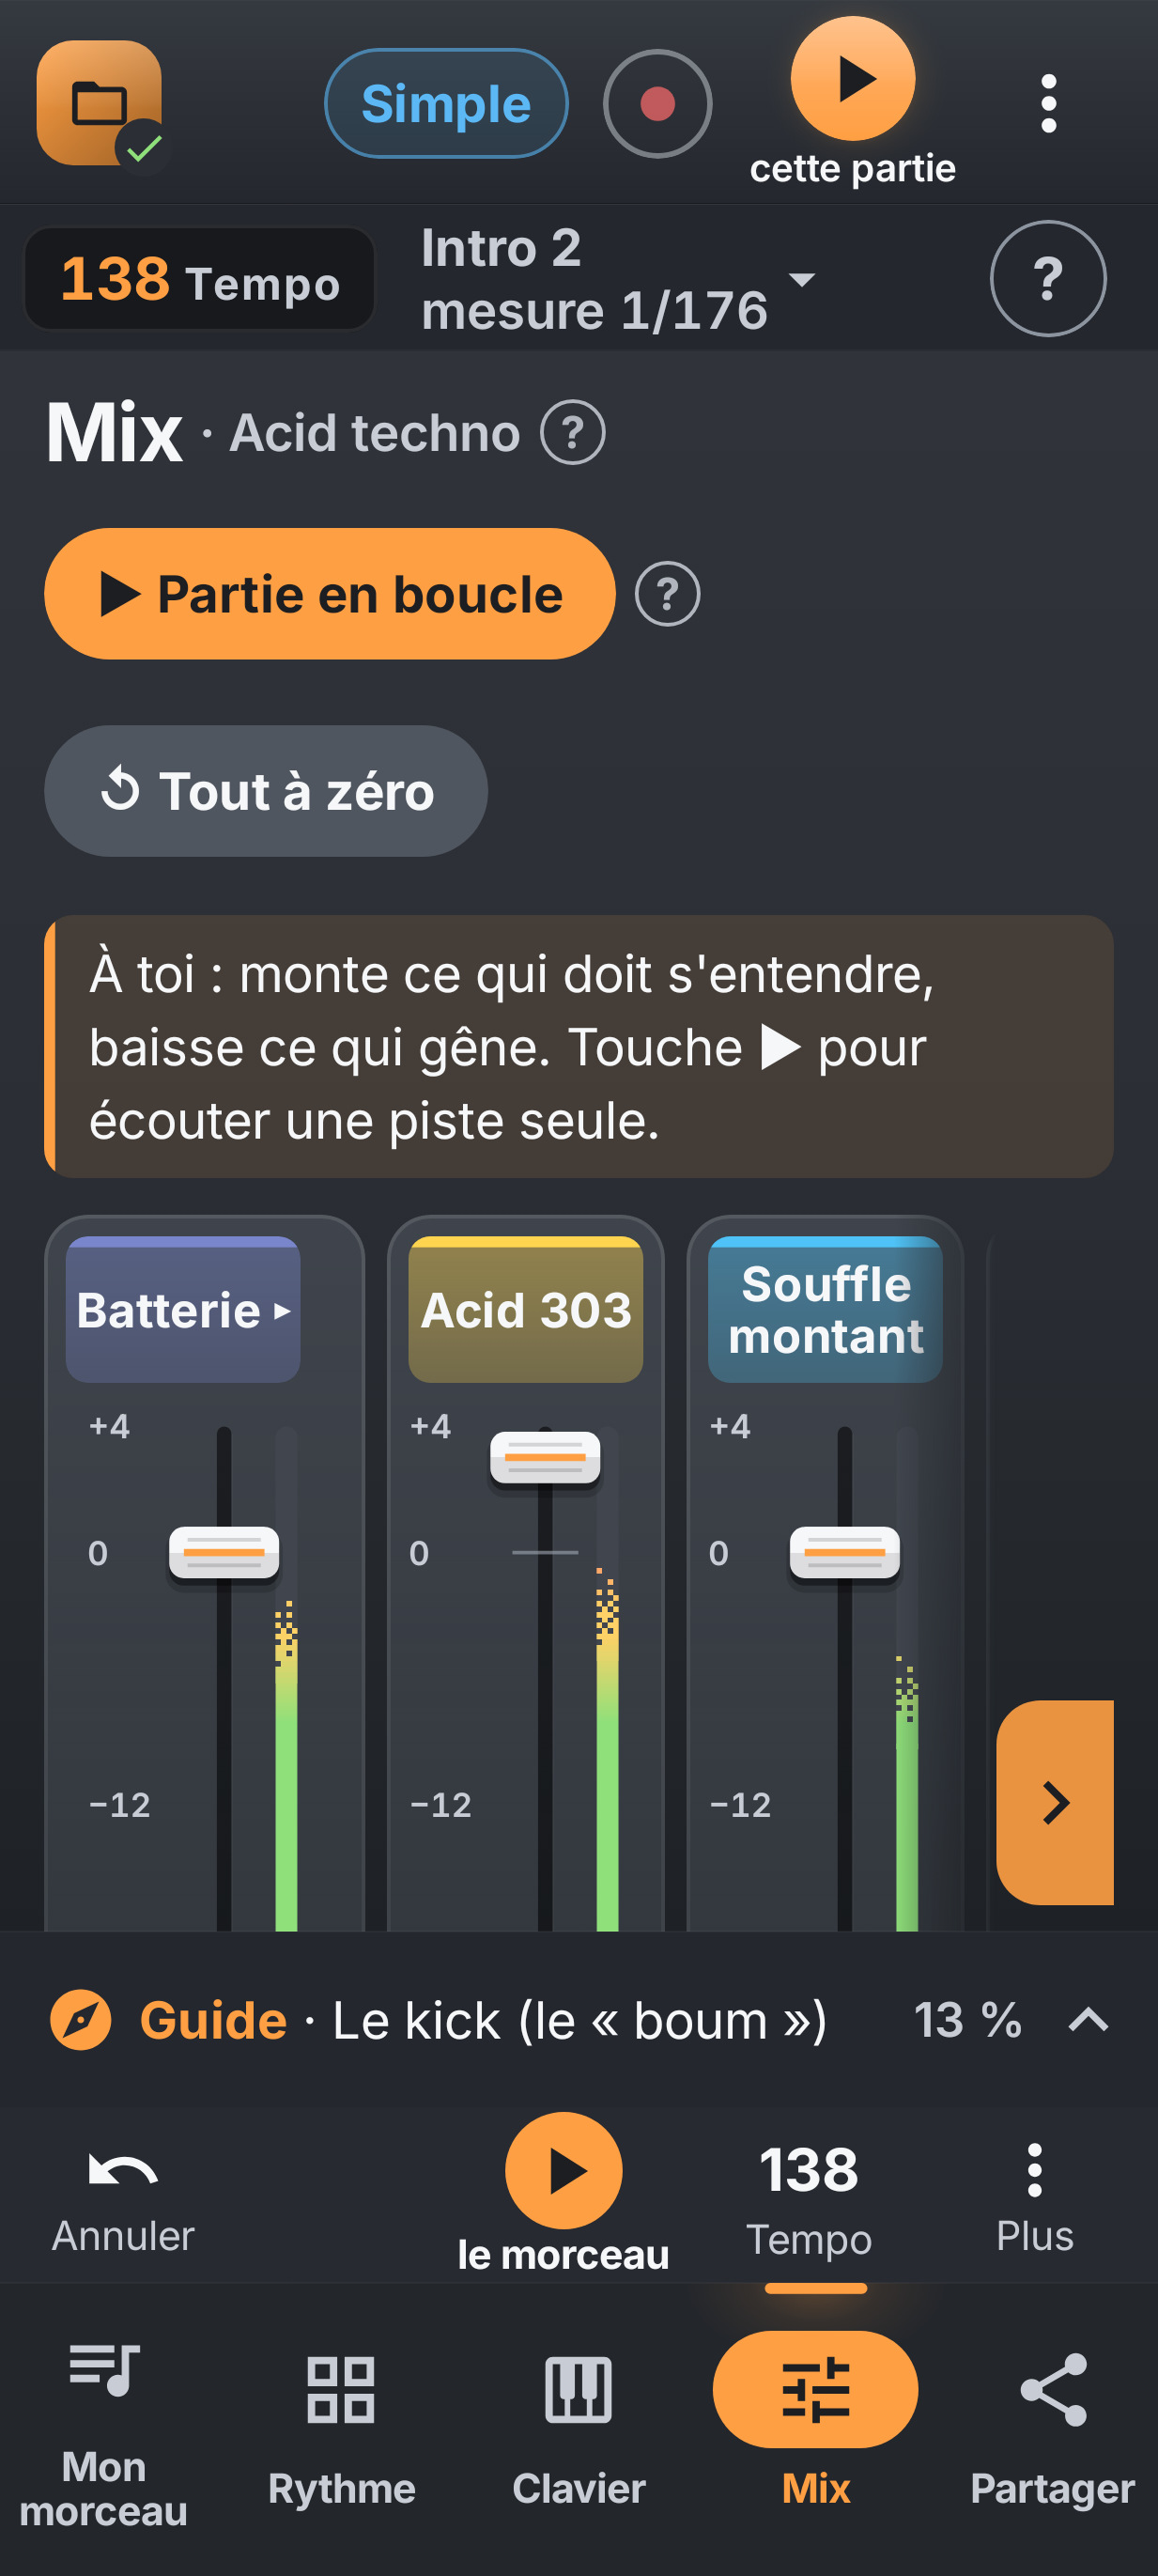 Simple
cette partie
138 Tempo
Intro 2
mesure 1/176
?
Mix · Acid techno ?
Partie en boucle ?
Tout à zéro
À toi : monte ce qui doit s'entendre,
baisse ce qui gêne. Touche ▶ pour
écouter une piste seule.
Batterie ▸
Acid 303
Souffle
montant
+4
+4
+4
0
0
0
−12
−12
−12
Guide · Le kick (le « boum ») 13 %
Annuler
le morceau
138
Tempo
Plus
Mon
morceau
Rythme
Clavier
Mix
Partager